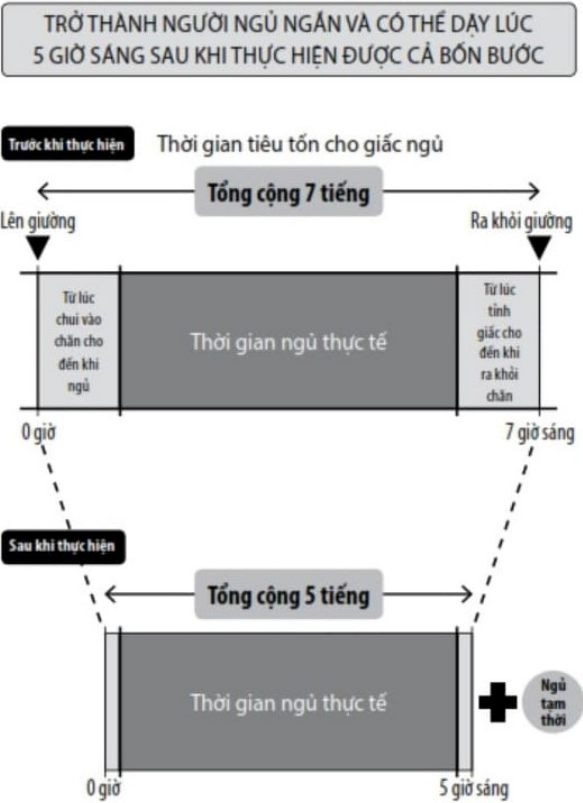 TRỞ THÀNH NGƯỜI NGỦ NGẮN VÀ CÓ THỂ DẬY LÚC
5 GIỜ SÁNG SAU KHI THỰC HIỆN ĐƯỢC CẢ BỐN BƯỚC
Trước khi thực hiện
Thời gian tiêu tốn cho giấc ngủ
Tổng cộng 7 tiếng
Lên giường
Ra khỏi giường
Từ lúc
chui vào
chăn cho
đến khi
ngủ
Thời gian ngủ thực tế
Từ lúc
tỉnh
giấc cho
đến khi
ra khỏi
chăn
0 giờ
7 giờ sáng
Sau khi thực hiện
Tổng cộng 5 tiếng
Thời gian ngủ thực tế
Ngủ
tạm
thời
0 giờ
5 giờ sáng